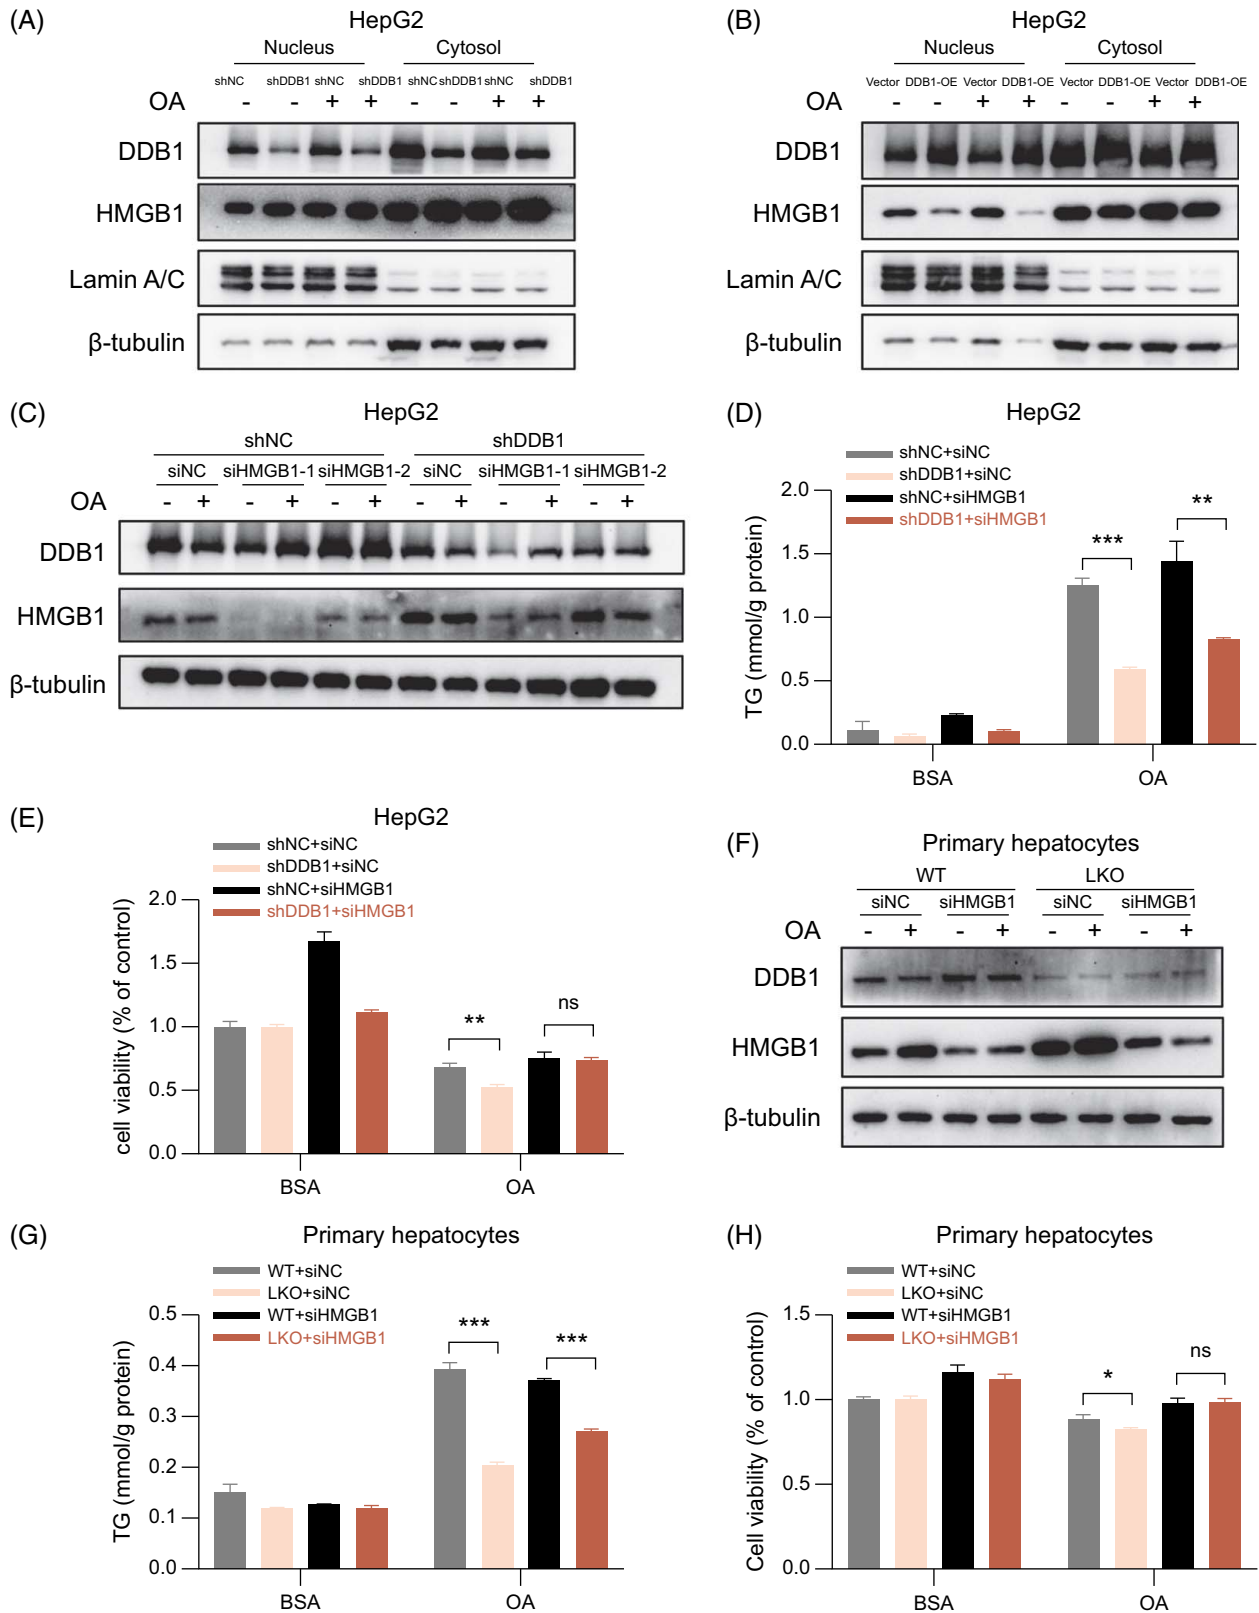 (A)
HepG2
Nucleus Cytosol
shNC shDDB1 shNC shDDB1 shNC shDDB1 shNC shDDB1
OA - - + + - - + +
DDB1
HMGB1
Lamin A/C
β-tubulin
(B)
HepG2
Nucleus Cytosol
Vector DDB1-OE Vector DDB1-OE Vector DDB1-OE Vector DDB1-OE
OA - - + + - - + +
DDB1
HMGB1
Lamin A/C
β-tubulin
(C)
HepG2
shNC shDDB1
siNC siHMGB1-1 siHMGB1-2 siNC siHMGB1-1 siHMGB1-2
OA - + - + - + - + - + - +
DDB1
HMGB1
β-tubulin
(D)
HepG2
shNC+siNC
shDDB1+siNC
shNC+siHMGB1
shDDB1+siHMGB1
TG (mmol/g protein)
2.0
1.5
1.0
0.5
0.0
***
**
BSA OA
(E)
HepG2
shNC+siNC
shDDB1+siNC
shNC+siHMGB1
shDDB1+siHMGB1
cell viability (% of control)
2.0
1.5
1.0
0.5
0.0
**
ns
BSA OA
(F)
Primary hepatocytes
WT LKO
siNC siHMGB1 siNC siHMGB1
OA - + - + - + - +
DDB1
HMGB1
β-tubulin
(G)
Primary hepatocytes
WT+siNC
LKO+siNC
WT+siHMGB1
LKO+siHMGB1
TG (mmol/g protein)
0.5
0.4
0.3
0.2
0.1
0.0
***
***
BSA OA
(H)
Primary hepatocytes
WT+siNC
LKO+siNC
WT+siHMGB1
LKO+siHMGB1
Cell viability (% of control)
1.5
1.0
0.5
0.0
*
ns
BSA OA